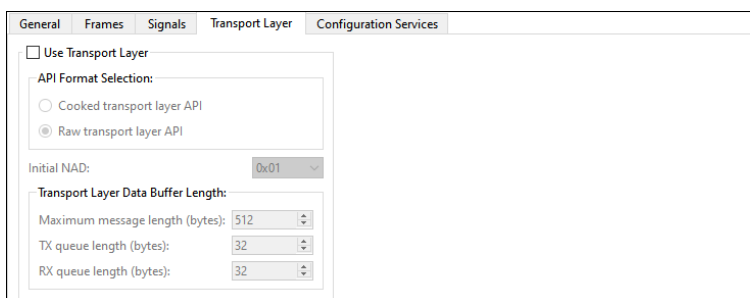 General Frames Signals Transport Layer Configuration Services
Use Transport Layer
API Format Selection:
Cooked transport layer API
Raw transport layer API
Initial NAD: 0x01
Transport Layer Data Buffer Length:
Maximum message length (bytes): 512
TX queue length (bytes): 32
RX queue length (bytes): 32